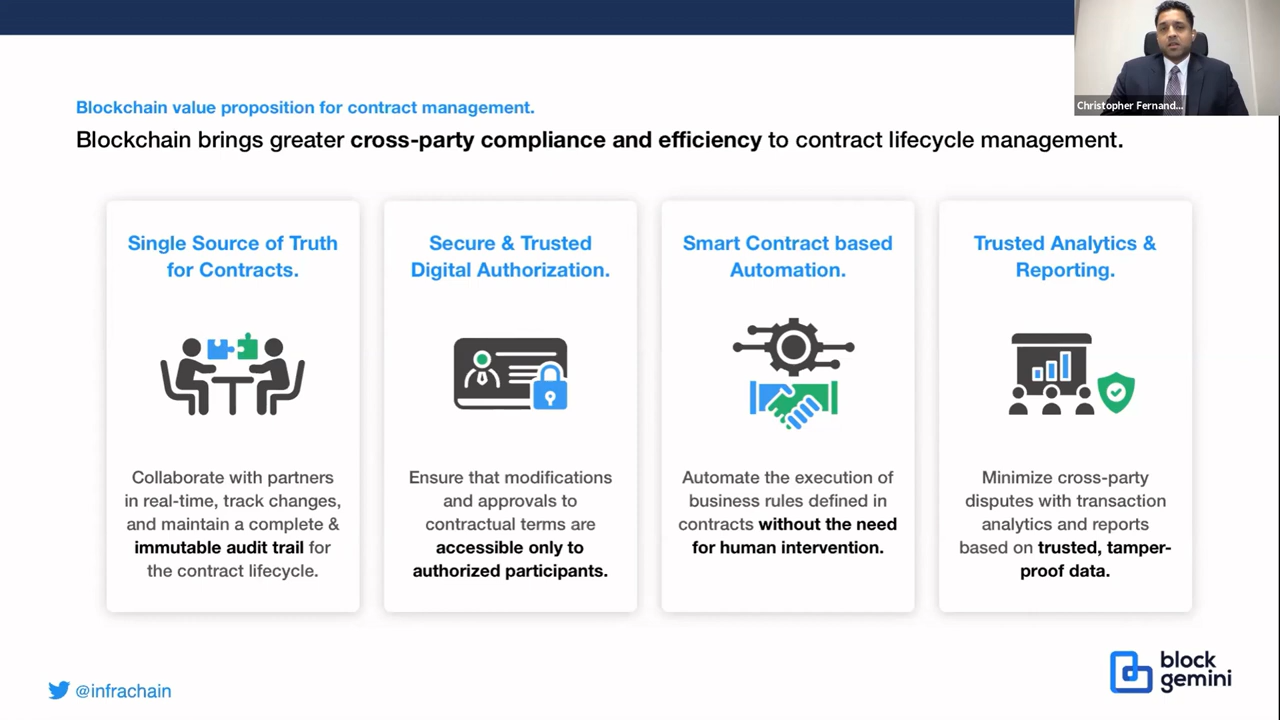 Christopher Fernand...
Blockchain value proposition for contract management.
Blockchain brings greater cross-party compliance and efficiency to contract lifecycle management.
Single Source of Truth
for Contracts.
Collaborate with partners
in real-time, track changes,
and maintain a complete &
immutable audit trail for
the contract lifecycle.
Secure & Trusted
Digital Authorization.
Ensure that modifications
and approvals to
contractual terms are
accessible only to
authorized participants.
Smart Contract based
Automation.
Automate the execution of
business rules defined in
contracts without the need
for human intervention.
Trusted Analytics &
Reporting.
Minimize cross-party
disputes with transaction
analytics and reports
based on trusted, tamper-
proof data.
@infrachain
block
gemini